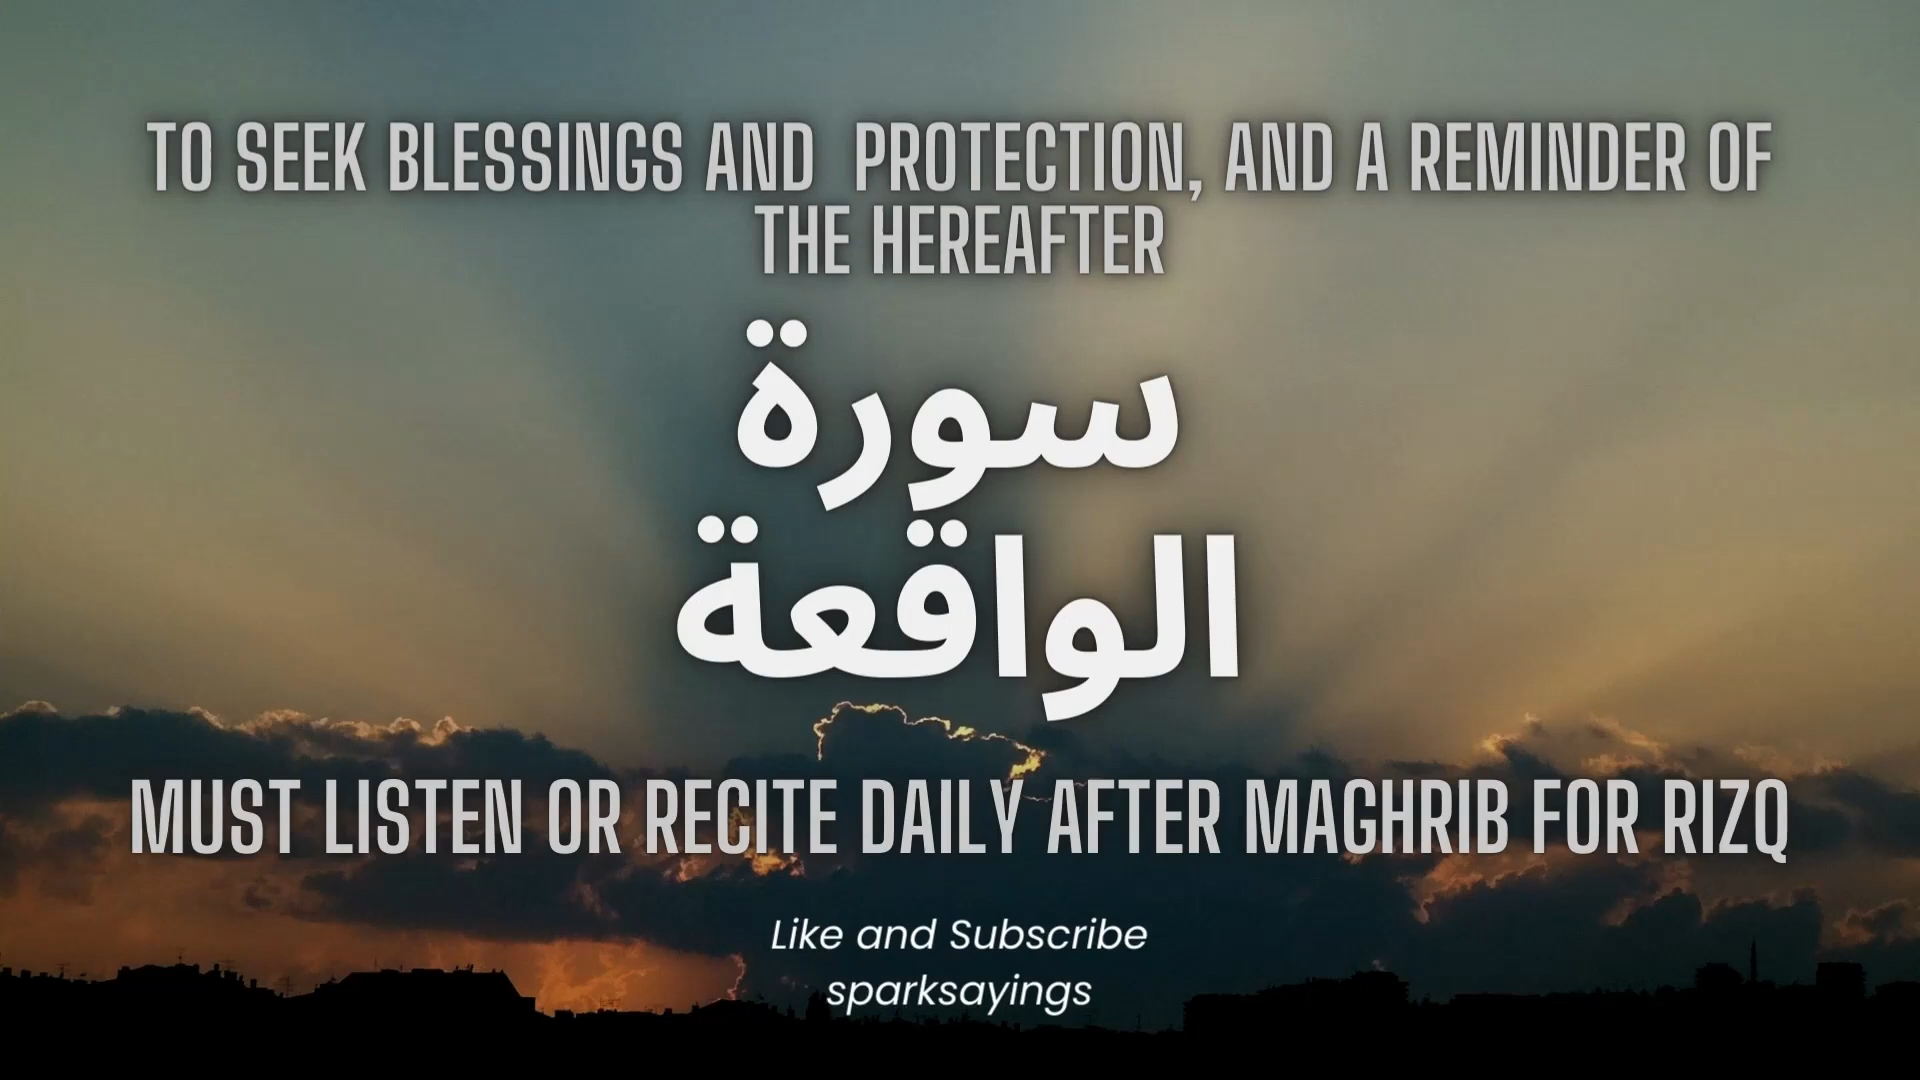 TO SEEK BLESSINGS AND PROTECTION, AND A REMINDER OF
THE HEREAFTER
سورة
الواقعة
MUST LISTEN OR RECITE DAILY AFTER MAGHRIB FOR RIZQ
Like and Subscribe
sparksayings